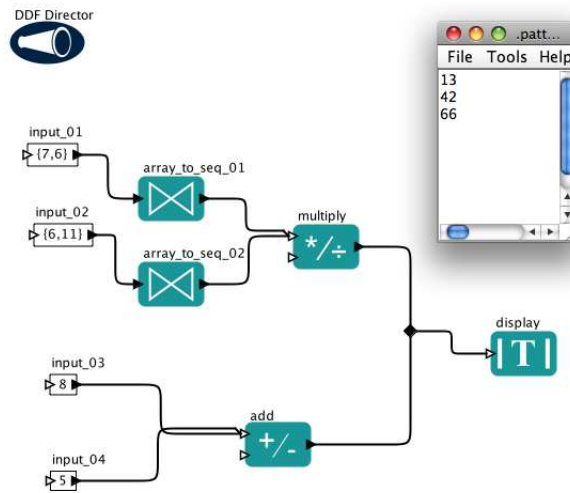 DDF Director
.patt...
File Tools Help
13
42
66
input_01
{7,6}
array_to_seq_01
input_02
{6,11}
array_to_seq_02
multiply
*/÷
display
T
input_03
8
add
+/-
input_04
5